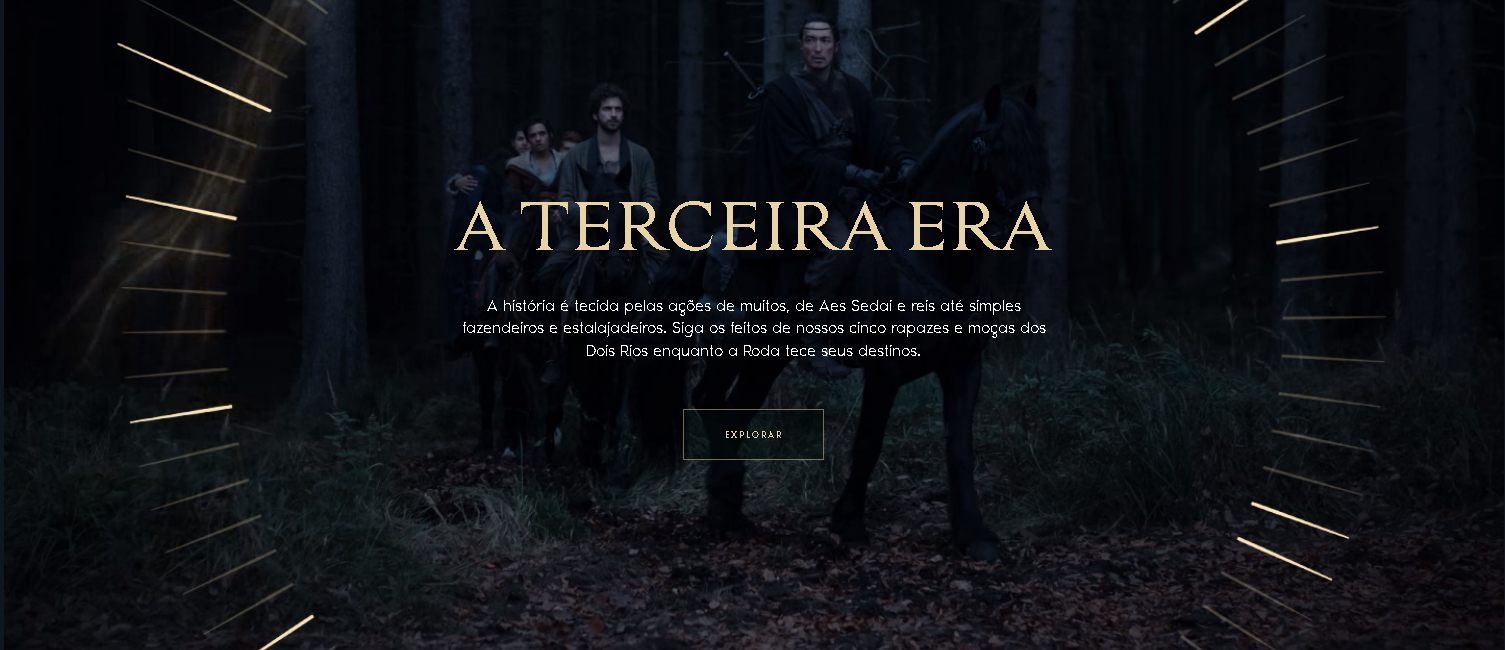 A TERCEIRA ERA
A história é tecida pelas ações de muitos, de Aes Sedai e reis até simples
fazendeiros e estalajadeiros. Siga os feitos de nossos cinco rapazes e moças dos
Dois Rios enquanto a Roda tece seus destinos.
EXPLORAR